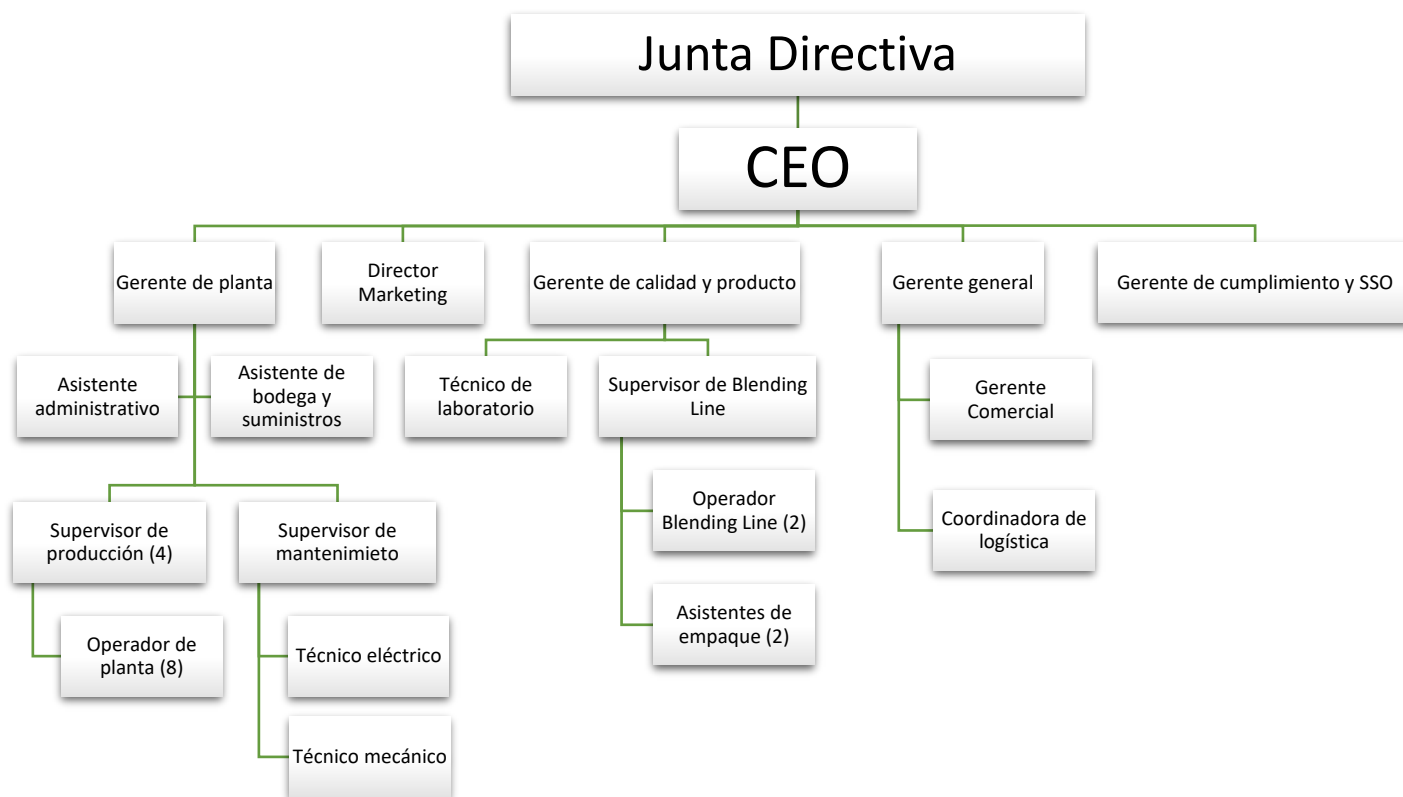 Junta Directiva
CEO
Gerente de planta
Director
Marketing
Gerente de calidad y producto
Gerente general
Gerente de cumplimiento y SSO
Asistente
administrativo
Asistente de
bodega y
suministros
Técnico de
laboratorio
Supervisor de Blending
Line
Gerente
Comercial
Supervisor de
producción (4)
Supervisor de
mantenimieto
Operador
Blending Line (2)
Coordinadora de
logística
Operador de
planta (8)
Técnico eléctrico
Asistentes de
empaque (2)
Técnico mecánico